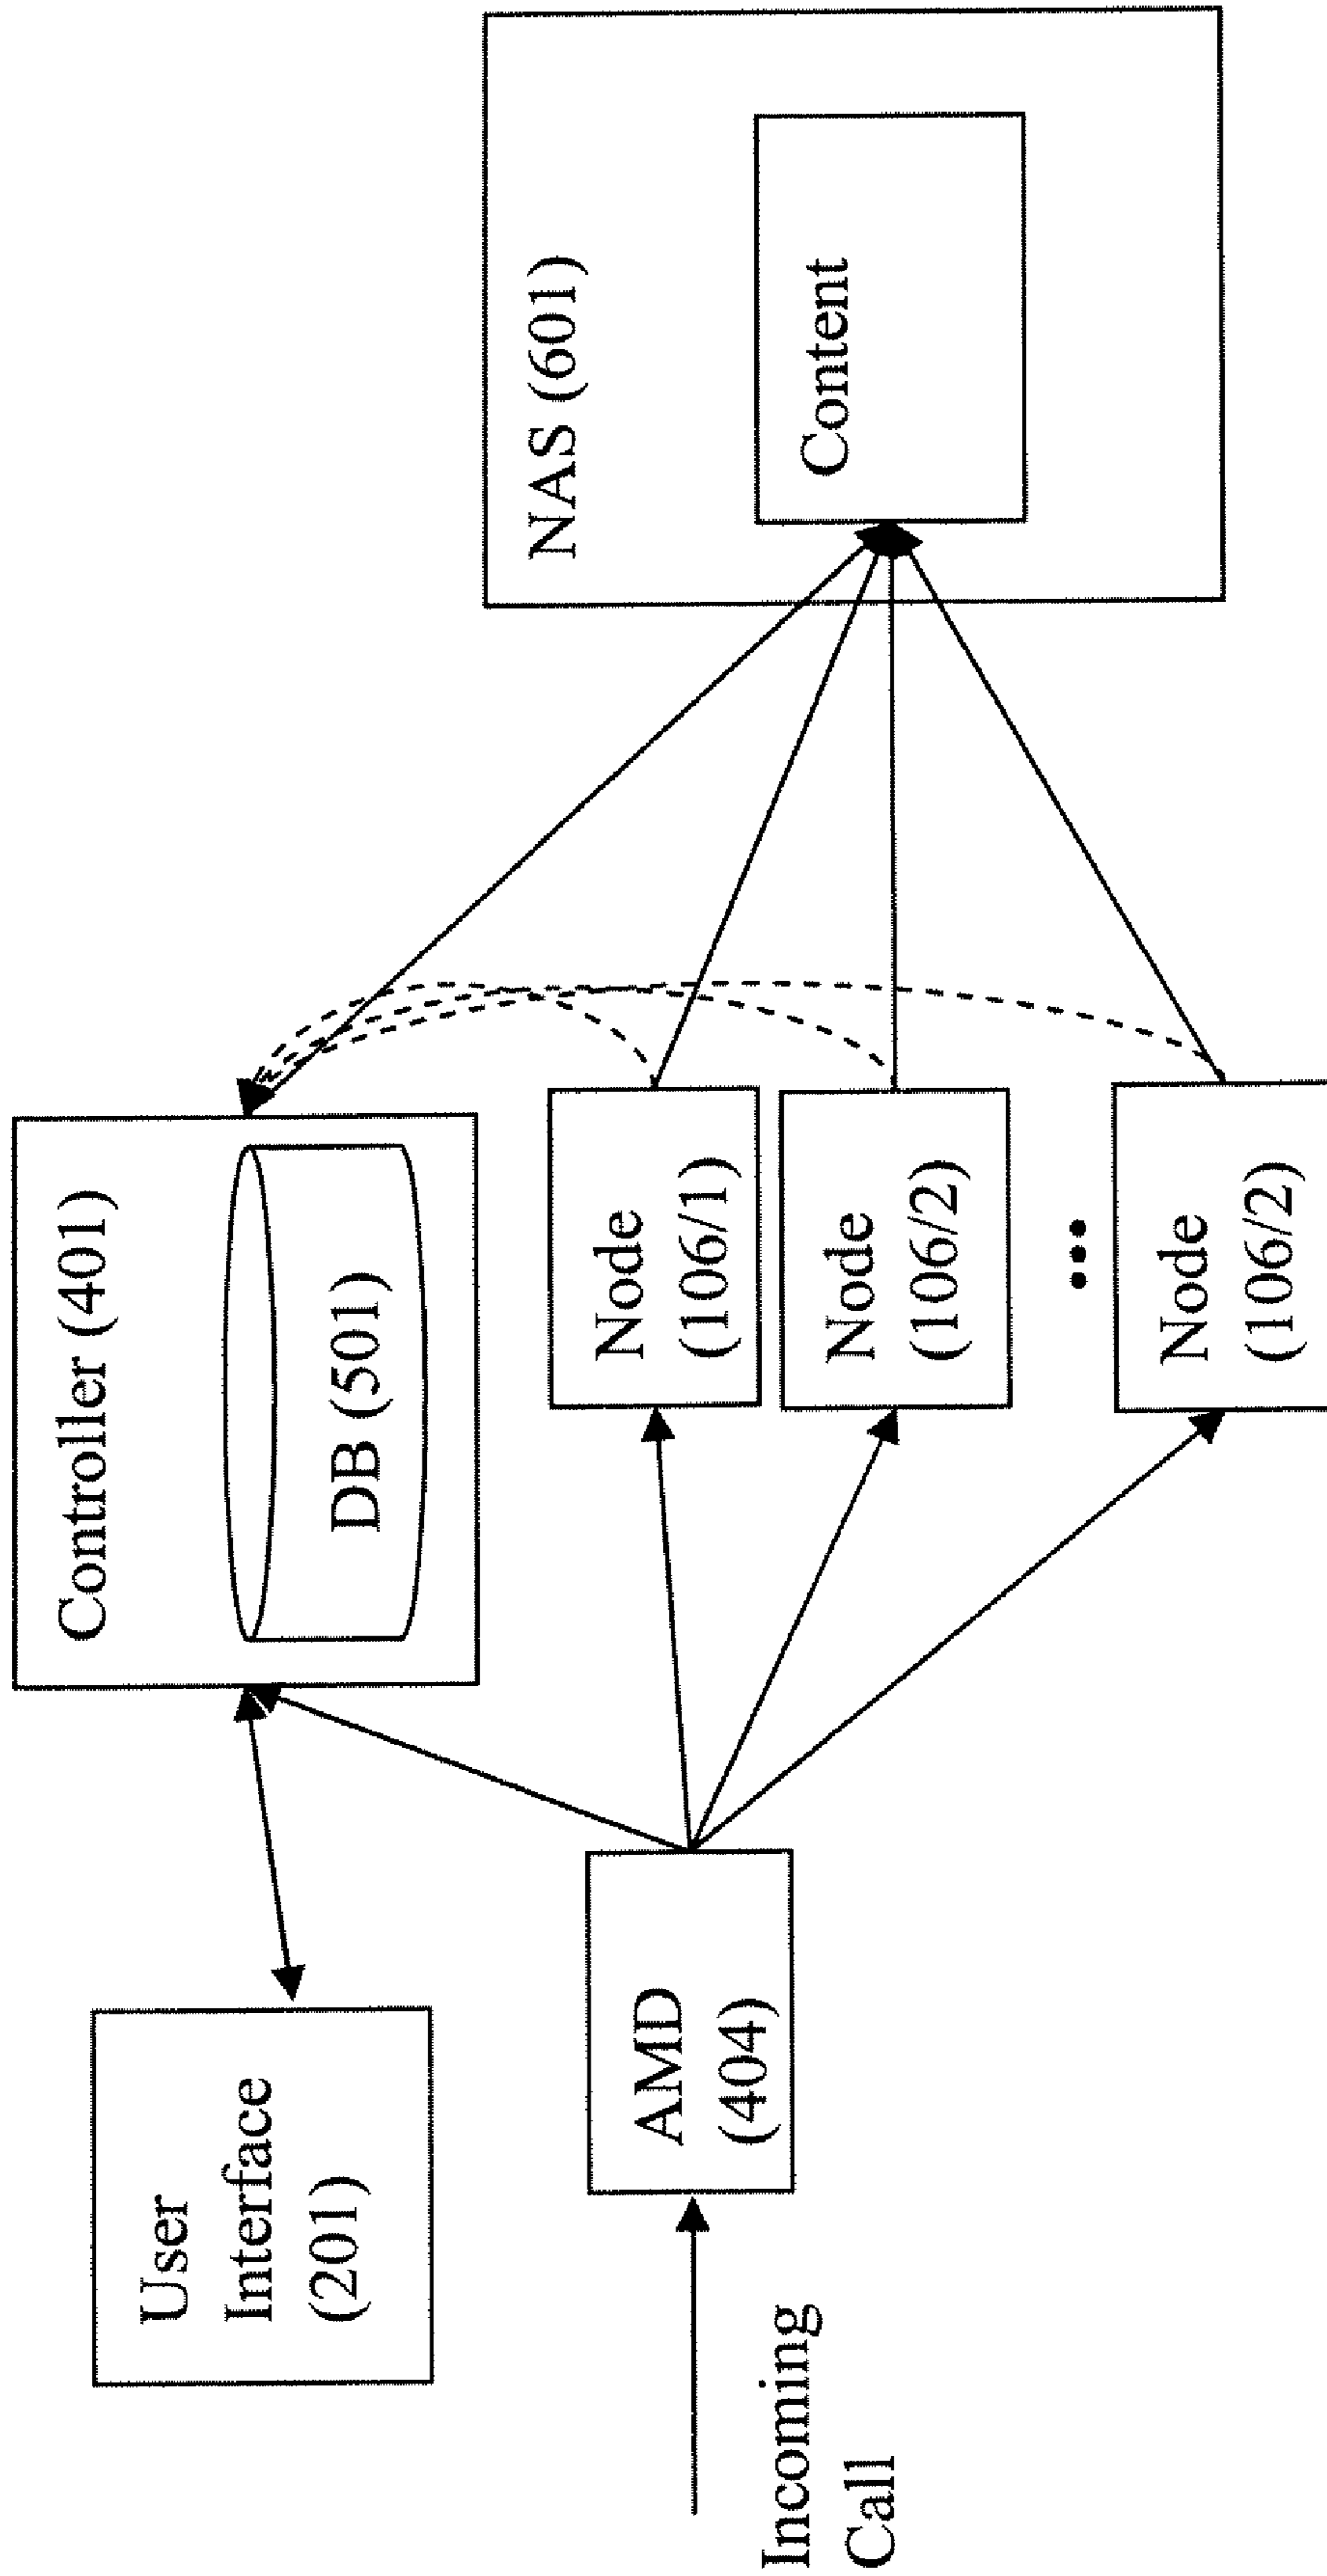 User
Interface
(201)
Controller (401)
DB (501)
NAS (601)
Content
Incoming
Call
AMD
(404)
Node
(106/1)
Node
(106/2)
Node
(106/2)